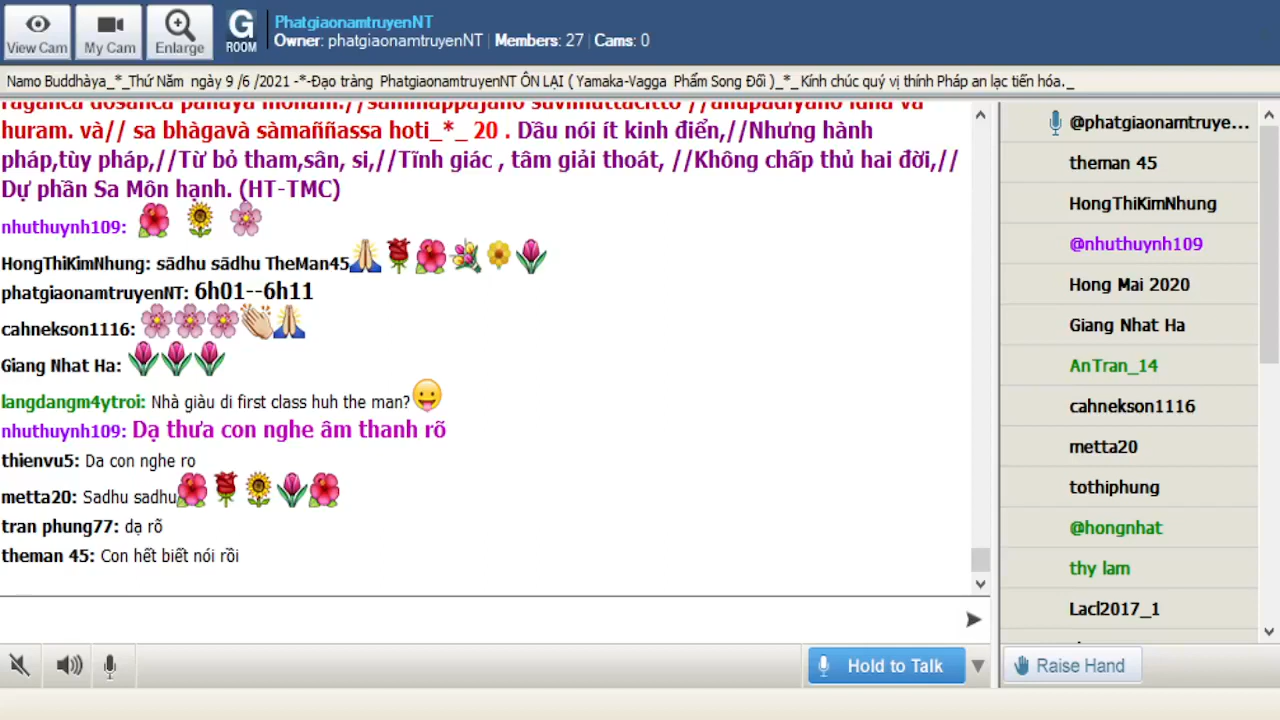 View Cam
My Cam
Enlarge
G
ROOM
PhatgiaonamtruyenNT
Owner: phatgiaonamtruyenNT | Members: 27 | Cams: 0
Namo Buddhàya_*_Thứ Năm ngày 9 /6 /2021 -*-Đạo tràng PhatgiaonamtruyenNT ÔN LẠI ( Yamaka-Vagga Phẩm Song Đối )_*_Kính chúc quý vị thính Pháp an lạc tiến hóa._
huram. và// sa bhàgavà sàmaññassa hoti_*_ 20 . Dầu nói ít kinh điển,//Nhưng hành
pháp,tùy pháp,//Từ bỏ tham,sân, si,//Tĩnh giác , tâm giải thoát, //Không chấp thủ hai đời,//
Dự phần Sa Môn hạnh. (HT-TMC)
nhuthuynh109:
HongThiKimNhung: sādhu sādhu TheMan45
phatgiaonamtruyenNT: 6h01--6h11
cahnekson1116:
Giang Nhat Ha:
langdangm4ytroi: Nhà giàu di first class huh the man?
nhuthuynh109: Dạ thưa con nghe âm thanh rõ
thienvu5: Da con nghe ro
metta20: Sadhu sadhu
tran phung77: dạ rõ
theman 45: Con hết biết nói rồi
@phatgiaonamtruye...
theman 45
HongThiKimNhung
@nhuthuynh109
Hong Mai 2020
Giang Nhat Ha
AnTran_14
cahnekson1116
metta20
tothiphung
@hongnhat
thy lam
Lacl2017_1
Hold to Talk
Raise Hand